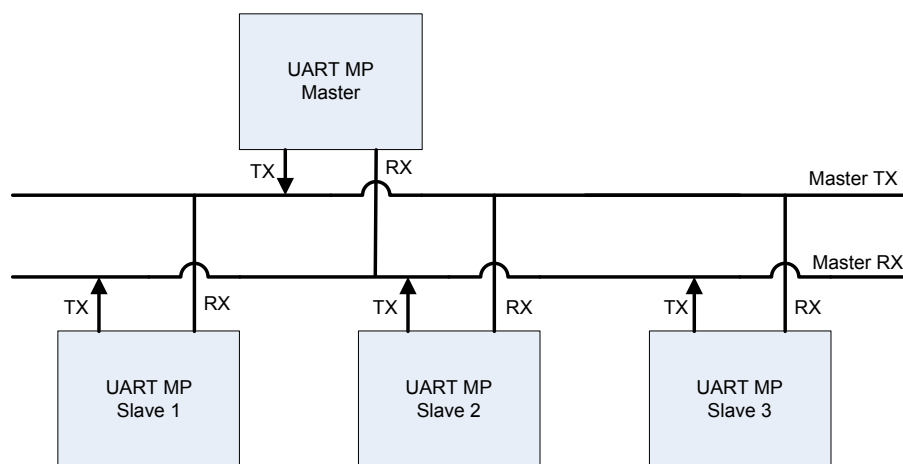 UART MP
Master
TX
RX
Master TX
Master RX
TX
RX
TX
RX
TX
RX
UART MP
Slave 1
UART MP
Slave 2
UART MP
Slave 3